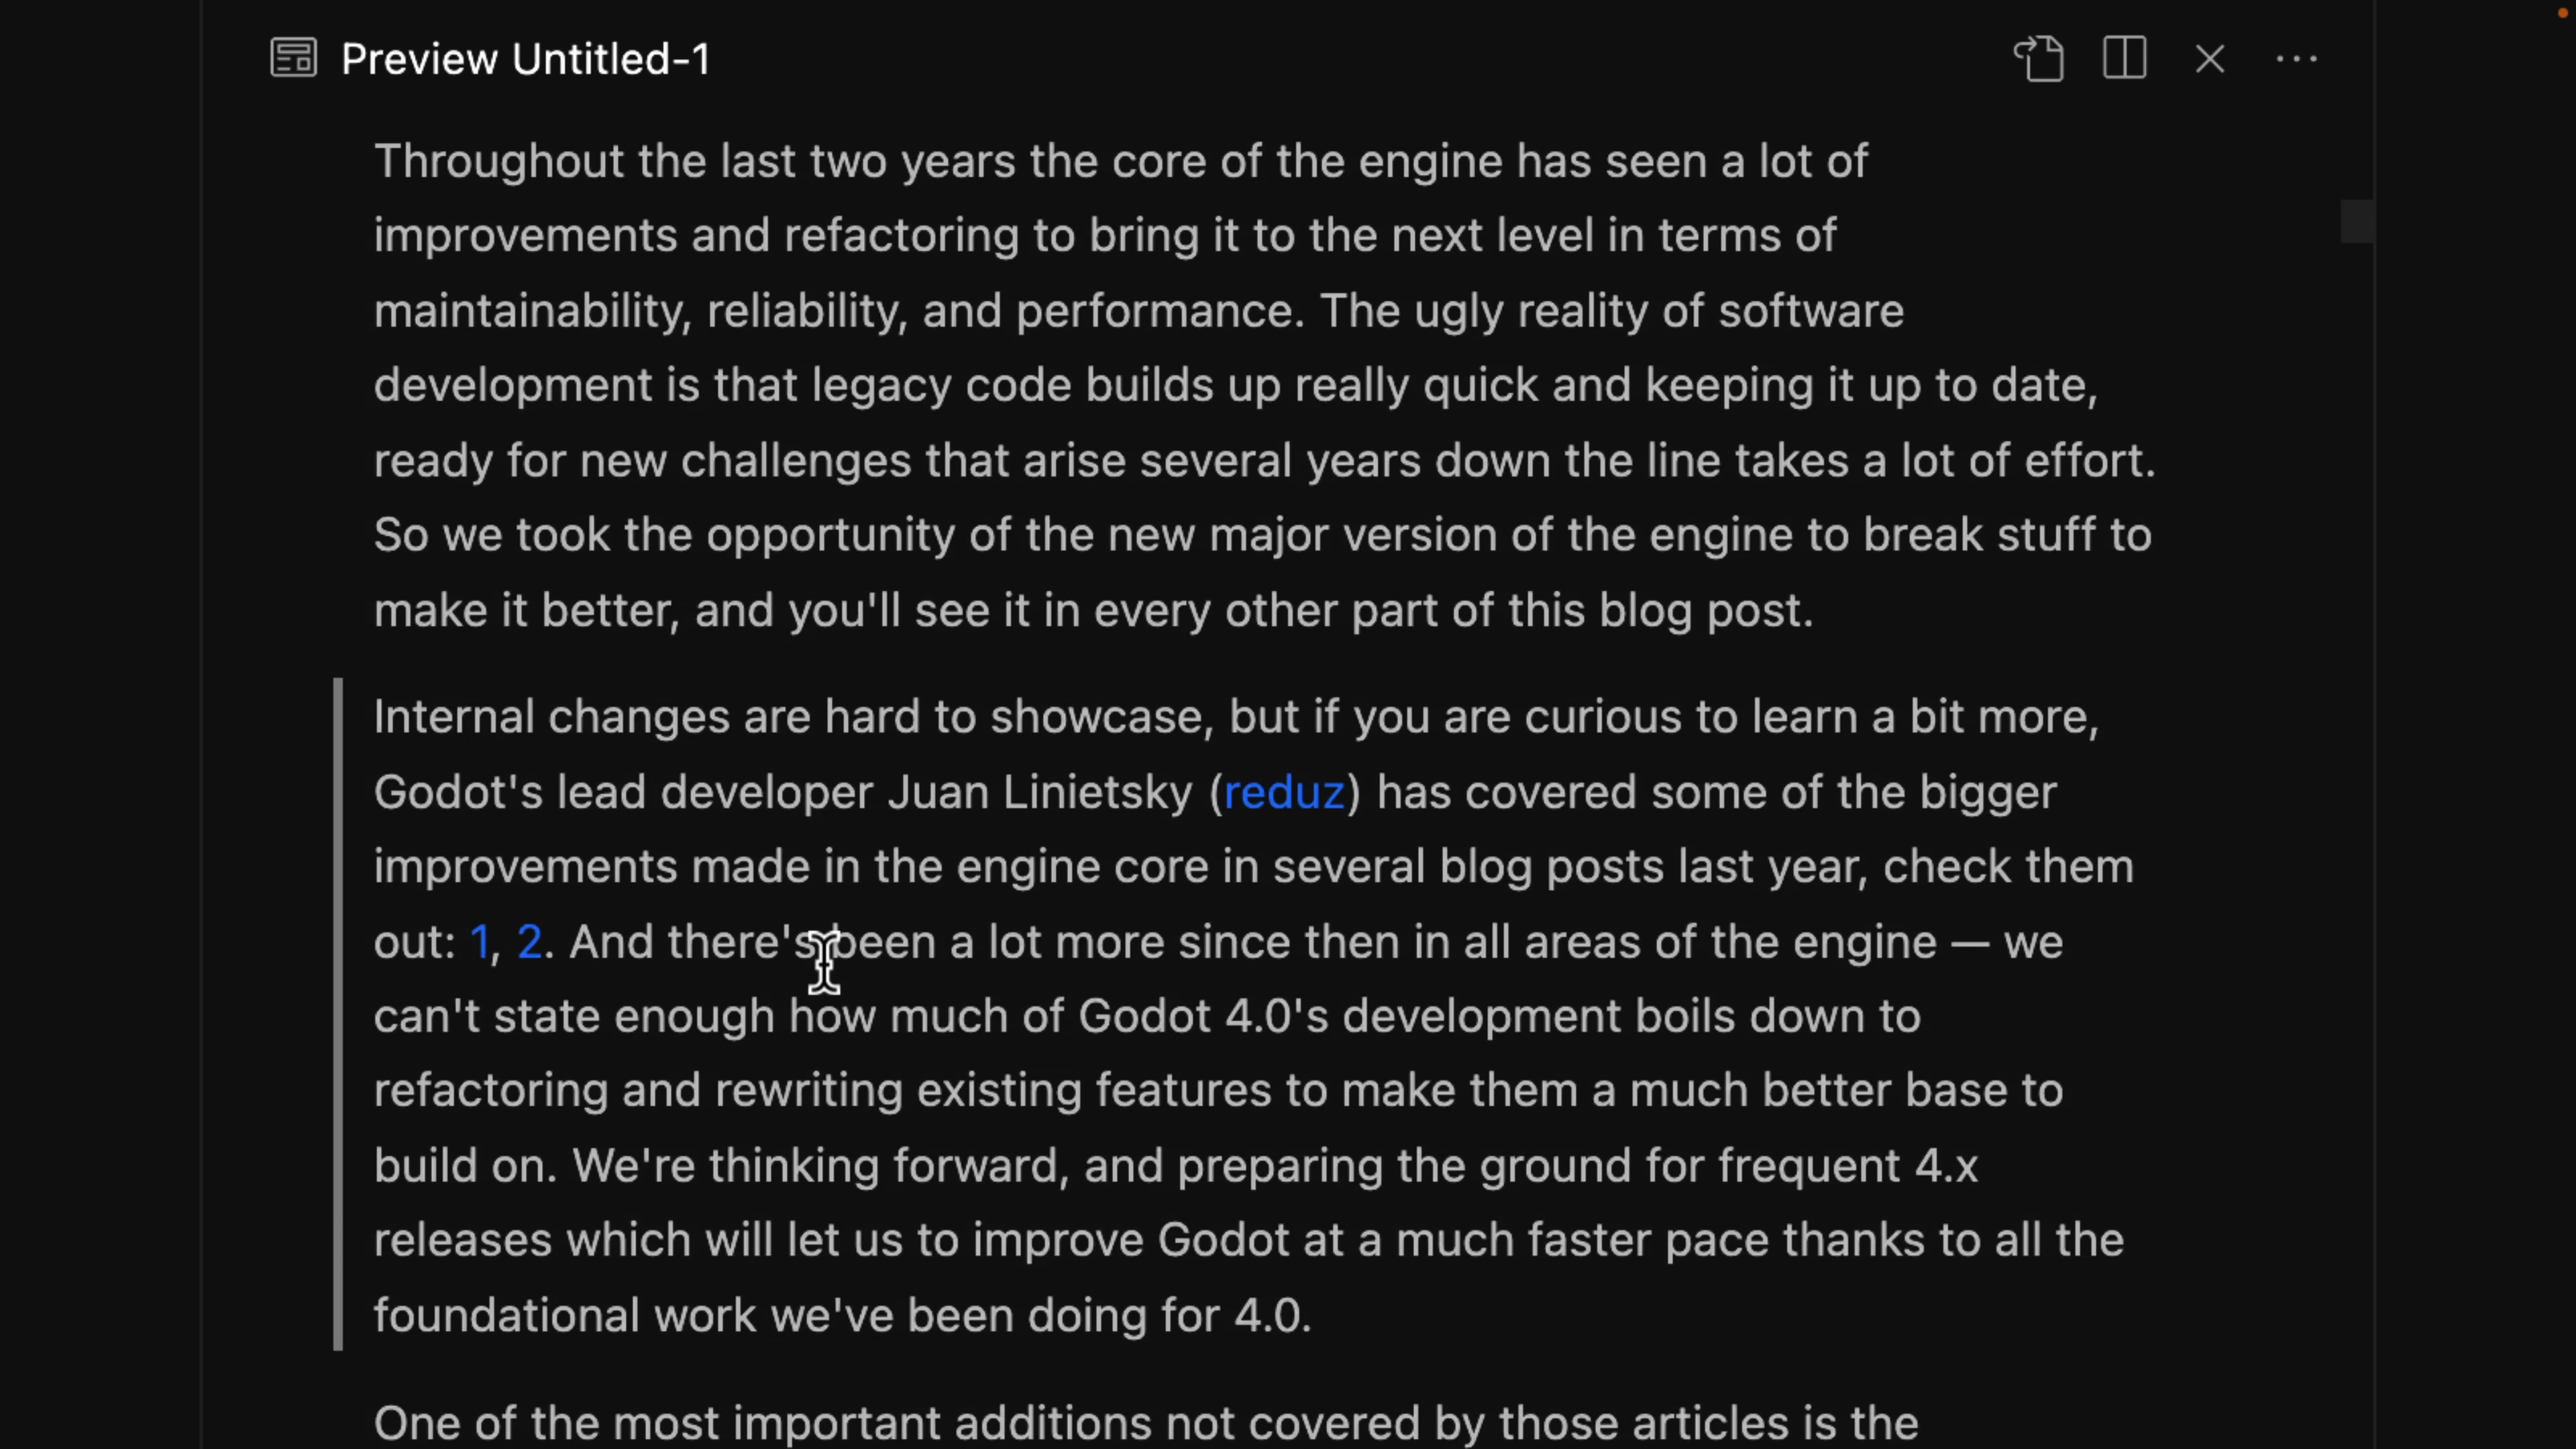 Preview Untitled-1
Throughout the last two years the core of the engine has seen a lot of
improvements and refactoring to bring it to the next level in terms of
maintainability, reliability, and performance. The ugly reality of software
development is that legacy code builds up really quick and keeping it up to date,
ready for new challenges that arise several years down the line takes a lot of effort.
So we took the opportunity of the new major version of the engine to break stuff to
make it better, and you'll see it in every other part of this blog post.
Internal changes are hard to showcase, but if you are curious to learn a bit more,
Godot's lead developer Juan Linietsky (reduz) has covered some of the bigger
improvements made in the engine core in several blog posts last year, check them
out: 1, 2. And there's been a lot more since then in all areas of the engine — we
can't state enough how much of Godot 4.0's development boils down to
refactoring and rewriting existing features to make them a much better base to
build on. We're thinking forward, and preparing the ground for frequent 4.x
releases which will let us to improve Godot at a much faster pace thanks to all the
foundational work we've been doing for 4.0.
One of the most important additions not covered by those articles is the